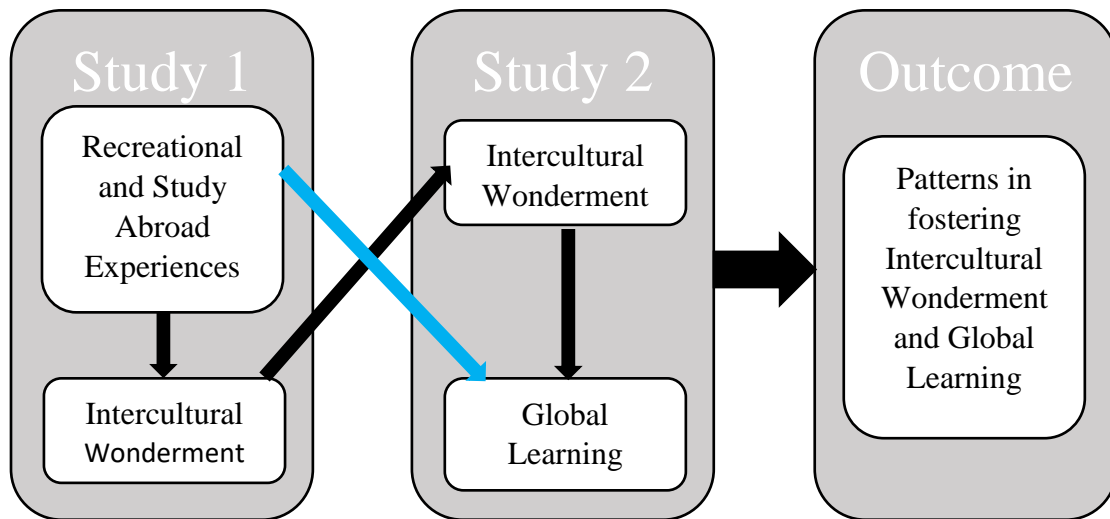 Study 1
Recreational
and Study
Abroad
Experiences
Intercultural
Wonderment
Study 2
Intercultural
Wonderment
Global
Learning
Outcome
Patterns in
fostering
Intercultural
Wonderment
and Global
Learning